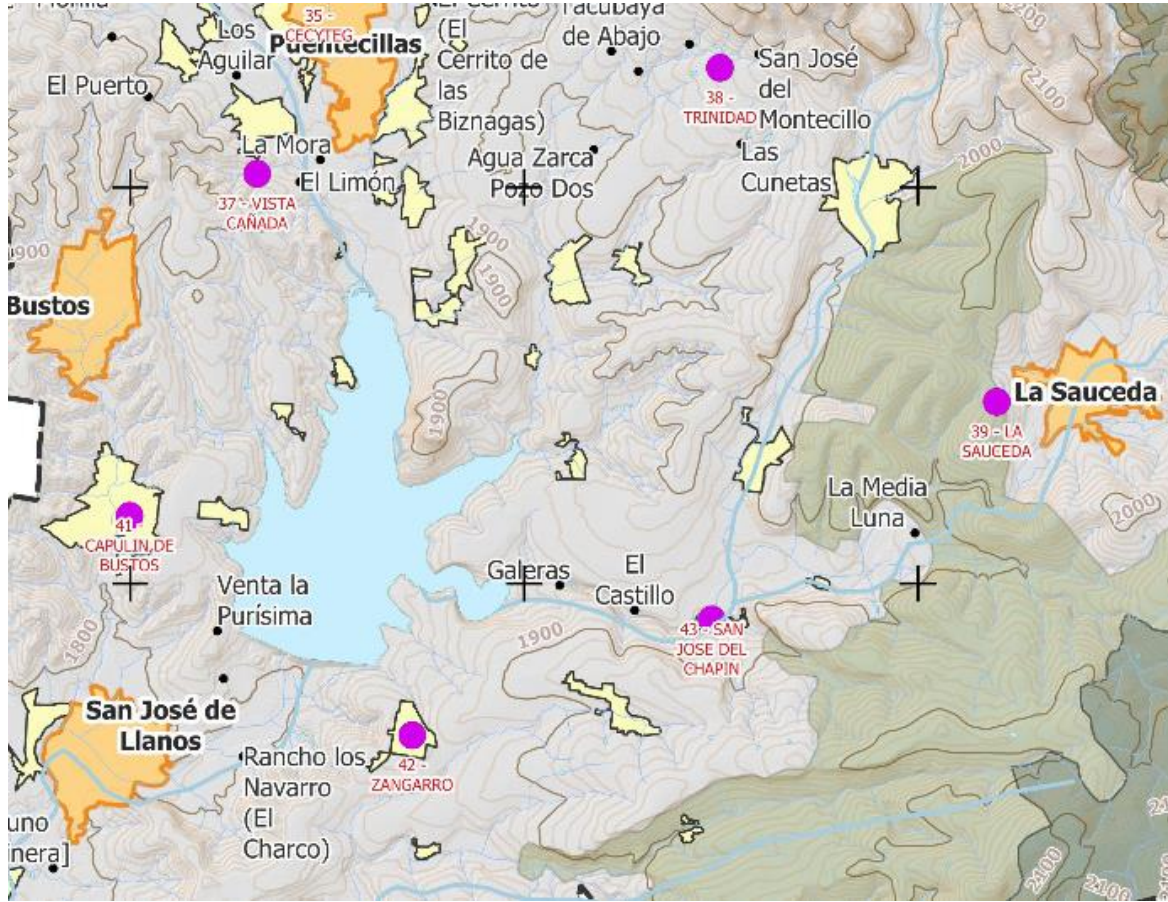 35 -
CECYTEG
Puentecillas
Los
Aguilar
El Puerto
(El
Cerrito de
las
Biznagas)
de Abajo
38 -
TRINIDAD
San José
del
Montecillo
2200
2100
2000
La Mora
El Limón
37 - VISTA
CAÑADA
Agua Zarca
Pozo Dos
Las
Cunetas
1900
1900
900
Bustos
1900
La Sauceda
39 - LA
SAUCEDA
2000
La Media
Luna
41 -
CAPULIN DE
BUSTOS
Venta la
Purísima
1800
Galeras
El
Castillo
1900
43 - SAN
JOSE DEL
CHAPIN
San José de
Llanos
Rancho los
Navarro
(El
Charco)
42 -
ZANGARRO
uno
inera]
2100
2100
2100